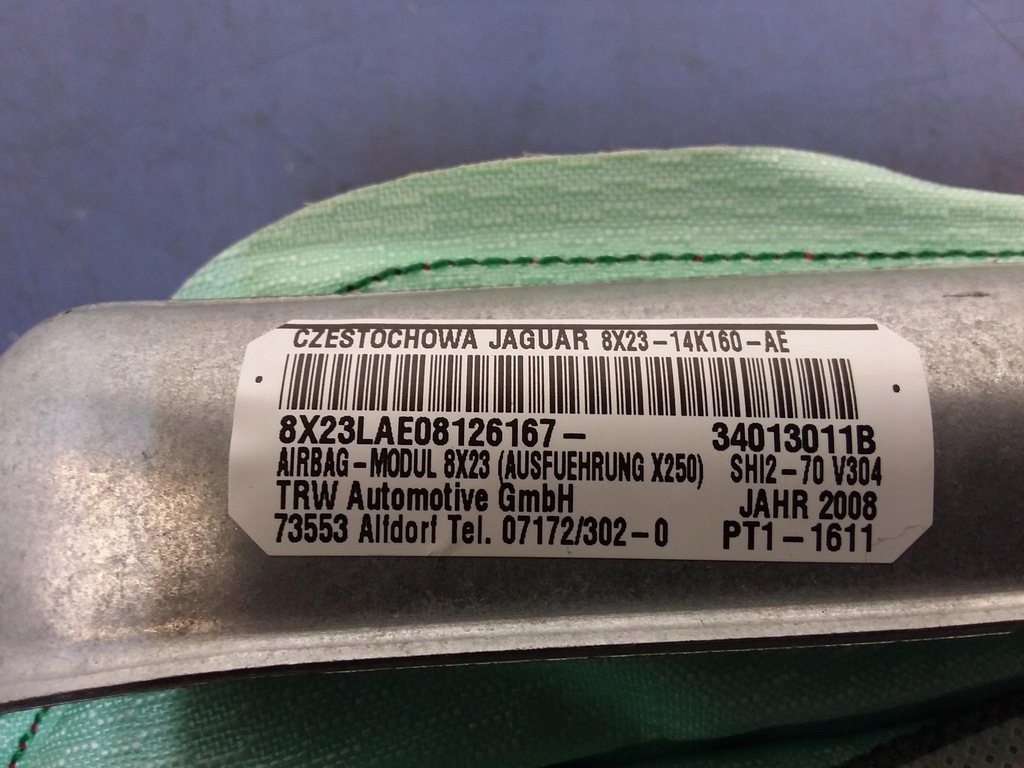 CZESTOCHOWA JAGUAR 8X23-14K160-AE
8X23LAE08126167- 34013011B
AIRBAG-MODUL 8X23 (AUSFUEHRUNG X250) SHI2-70 V304
TRW Automotive GmbH JAHR 2008
73553 Alfdorf Tel. 07172/302-0 PT1-1611